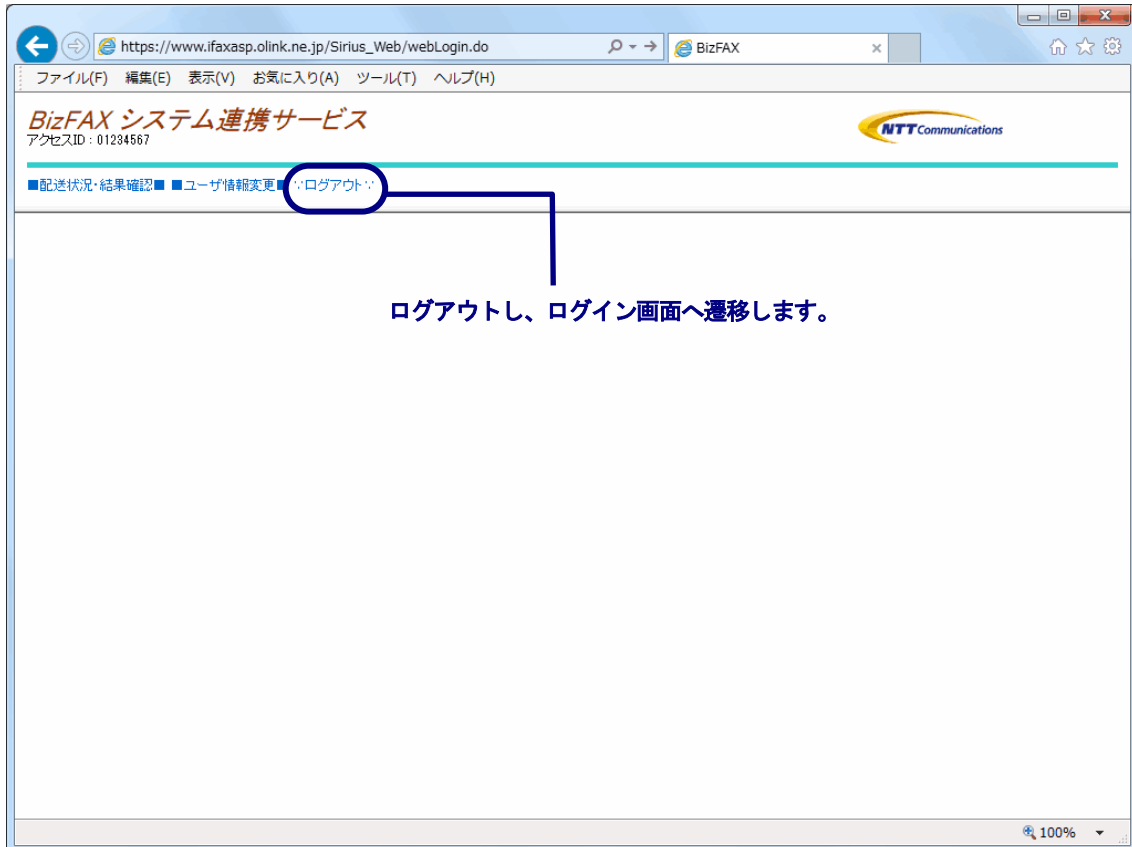 https://www.ifaxasp.olink.ne.jp/Sirius_Web/webLogin.do
BizFAX
ファイル(F) 編集(E) 表示(V) お気に入り(A) ツール(T) ヘルプ(H)
BizFAX システム連携サービス
アクセスID：01234567
NTT Communications
■配送状況・結果確認■ ■ユーザ情報変更■ ∵ログアウト∵
ログアウトし、ログイン画面へ遷移します。
100%